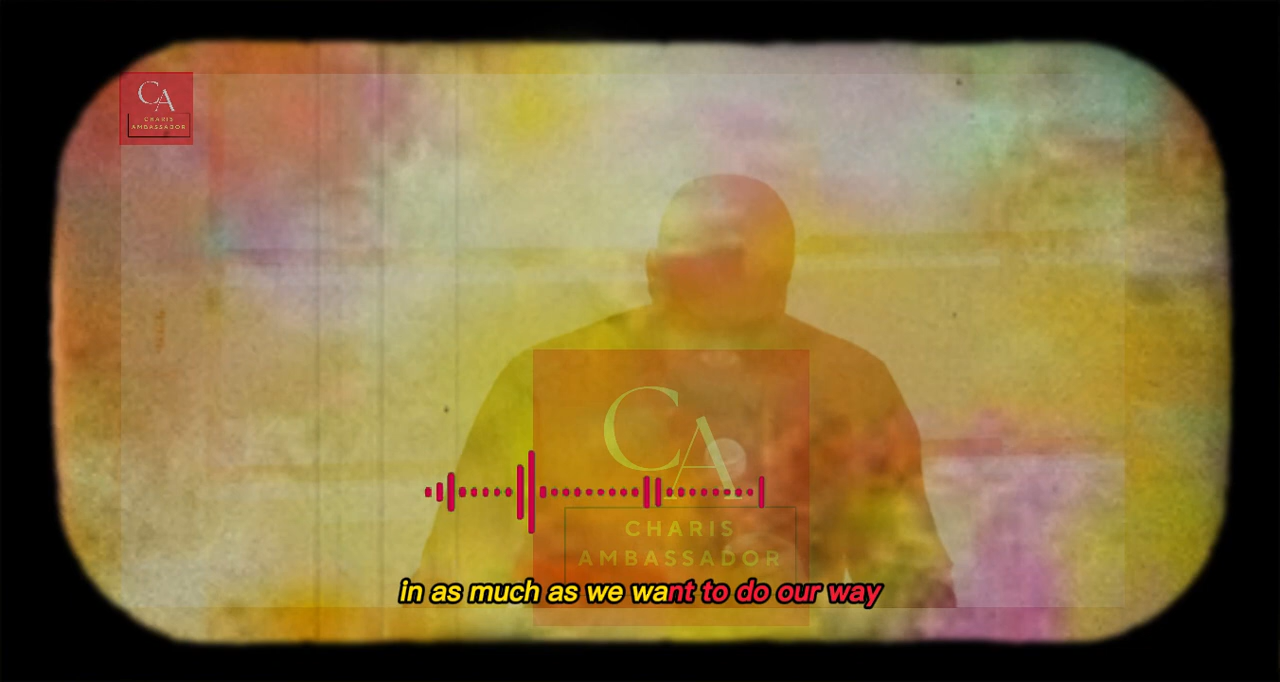 CA
CHARIS
AMBASSADOR
CA
CHARIS
AMBASSADOR
in as much as we want to do our way